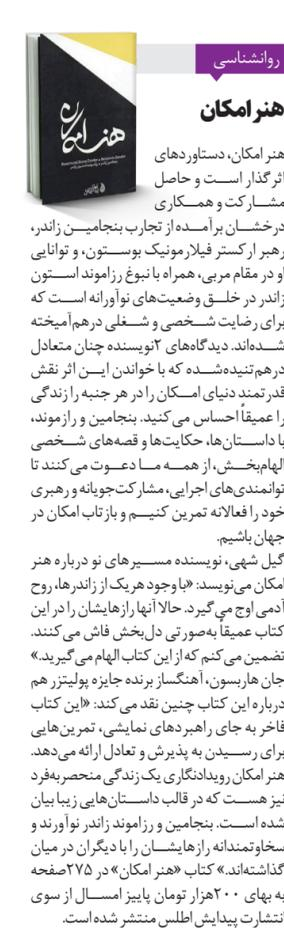 روانشناسی
هنر امکان
هنر امکان
هنر امکان، دستاوردهای
اثرگذار است و حاصل
مشارکت و همکاری
درخشان برآمده از تجارب بنجامین زاندر،
رهبر ارکستر فیلارمونیک بوستون، و توانایی
او در مقام مربی، همراه با نبوغ رزاموند استون
زاندر در خلق وضعیت‌های نوآورانه است که
برای رضایت شخصی و شغلی درهم‌آمیخته
شده‌اند. دیدگاه‌های ۲نویسنده چنان متعادل
درهم‌تنیده‌شده که با خواندن این اثر نقش
قدرتمند دنیای امکان را در هر جنبه را زندگی
را عمیقاً احساس می‌کنید. بنجامین و رازموند،
با داستان‌ها، حکایت‌ها و قصه‌های شخصی
الهام‌بخش، از همه ما دعوت می‌کنند تا
توانمندی‌های اجرایی، مشارکت‌جویانه و رهبری
خود را فعالانه تمرین کنیم و بازتاب امکان در
جهان باشیم.
گیل شهی، نویسنده مسیرهای نو درباره هنر
امکان می‌نویسد: «با وجود هریک از زاندرها، روح
آدمی اوج می‌گیرد. حالا آنها رازهایشان را در این
کتاب عمیقاً به‌صورتی دل‌بخش فاش می‌کنند.
تضمین می‌کنم که از این کتاب الهام می‌گیرید.»
جان هاربسون، آهنگساز برنده جایزه پولیتزر هم
درباره این کتاب چنین نقد می‌کند: «این کتاب
فاخر به جای راهبردهای نمایشی، تمرین‌هایی
برای رسیدن به پذیرش و تعادل ارائه می‌دهد.
هنر امکان رویدادنگاری یک زندگی منحصربه‌فرد
نیز هست که در قالب داستان‌هایی زیبا بیان
شده است. بنجامین و رزاموند زاندر نوآورند و
سخاوتمندانه رازهایشان را با دیگران در میان
گذاشته‌اند.» کتاب «هنر امکان» در ۲۷۵صفحه
به بهای ۲۰۰هزار تومان پاییز امسال از سوی
انتشارت پیدایش اطلس منتشر شده است.